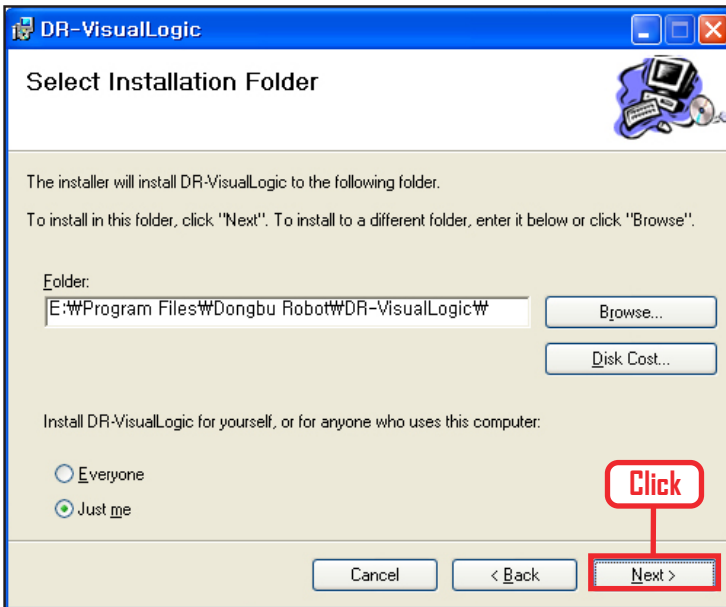 DR-VisualLogic
Select Installation Folder
The installer will install DR-VisualLogic to the following folder.
To install in this folder, click "Next". To install to a different folder, enter it below or click "Browse".
Folder:
E:₩Program Files₩Dongbu Robot₩DR-VisualLogic₩
Browse...
Disk Cost...
Install DR-VisualLogic for yourself, or for anyone who uses this computer:
Everyone
Just me
Click
Cancel
< Back
Next >